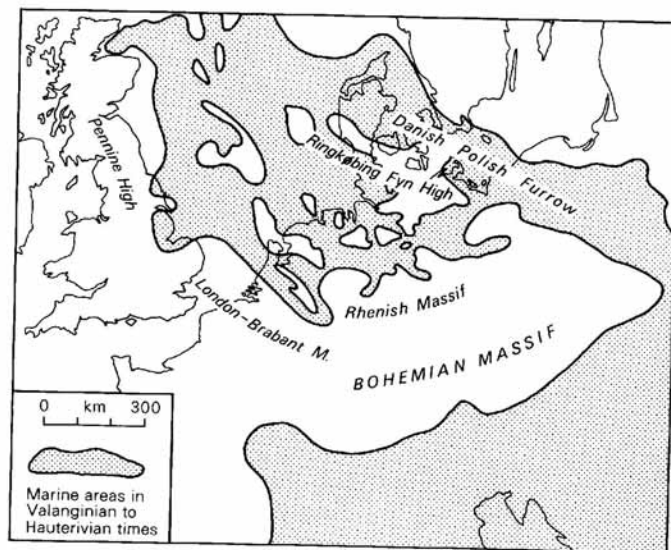 Pennine High
Danish Polish Furrow
Ringkøbing Fyn High
London-Brabant M.
Rhenish Massif
BOHEMIAN MASSIF
0 km 300
Marine areas in
Valanginian to
Hauterivian times